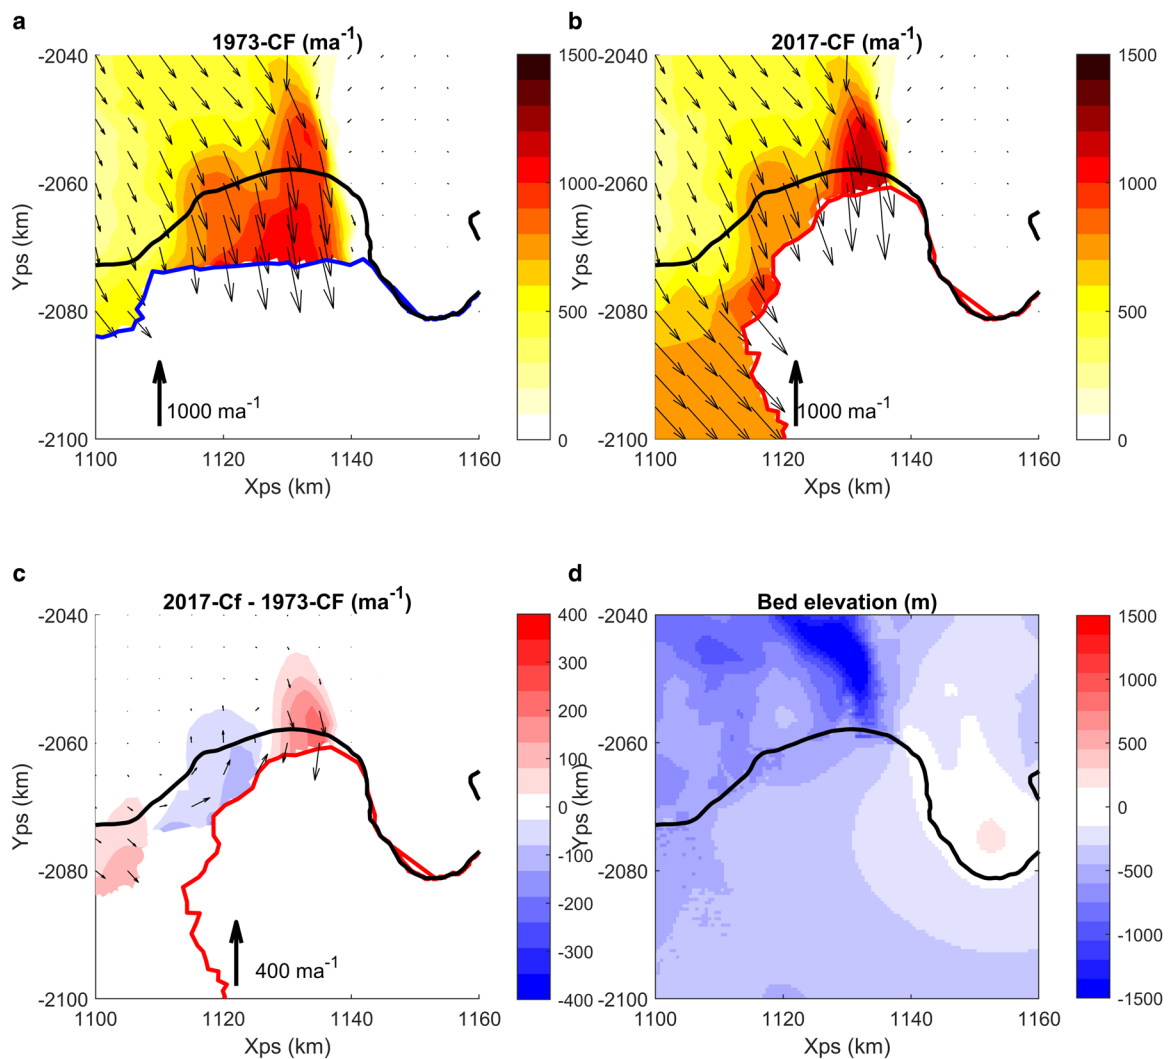 a
1973-CF (ma-1)
-2040
-2060
-2080
-2100
Yps (km)
1100
1120
1140
1160
Xps (km)
1000 ma-1
1500
1000
500
0
b
2017-CF (ma-1)
-2040
-2060
-2080
-2100
Yps (km)
1100
1120
1140
1160
Xps (km)
1000 ma-1
1500
1000
500
0
c
2017-Cf - 1973-CF (ma-1)
-2040
-2060
-2080
-2100
Yps (km)
1100
1120
1140
1160
Xps (km)
400 ma-1
400
300
200
100
0
-100
-200
-300
-400
d
Bed elevation (m)
-2040
-2060
-2080
-2100
Yps (km)
1100
1120
1140
1160
Xps (km)
1500
1000
500
0
-500
-1000
-1500